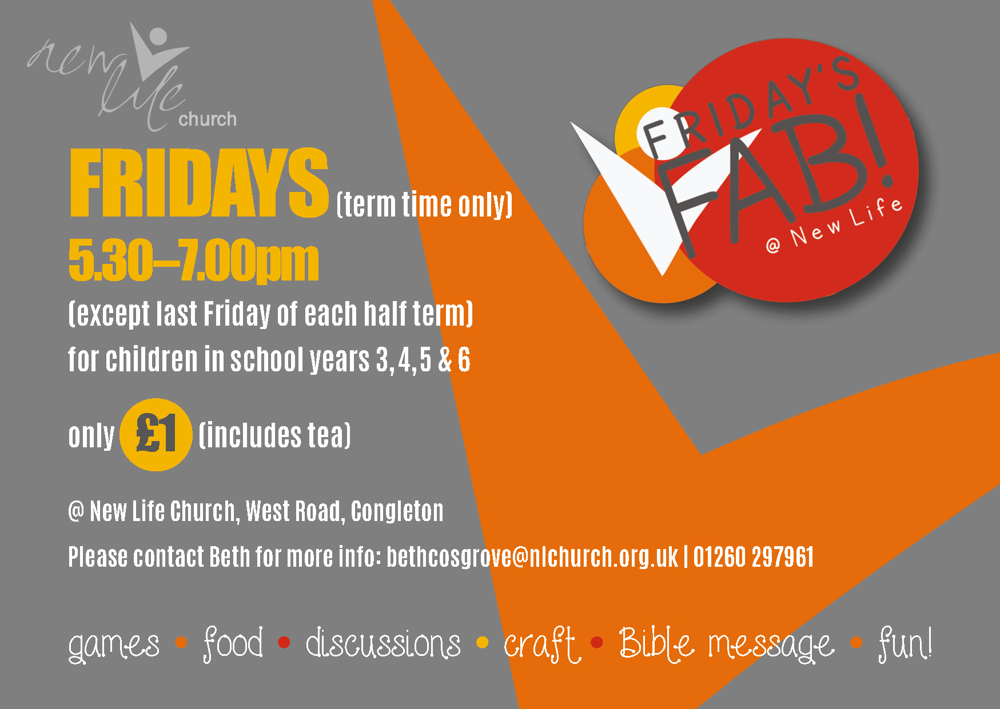 new
life
church
FRIDAY'S
FAB!
@ New Life
FRIDAYS (term time only)
5.30–7.00pm
(except last Friday of each half term)
for children in school years 3,4,5 & 6
only £1 (includes tea)
@ New Life Church, West Road, Congleton
Please contact Beth for more info: bethcosgrove@nlchurch.org.uk | 01260 297961
games • food • discussions • craft • Bible message • fun!